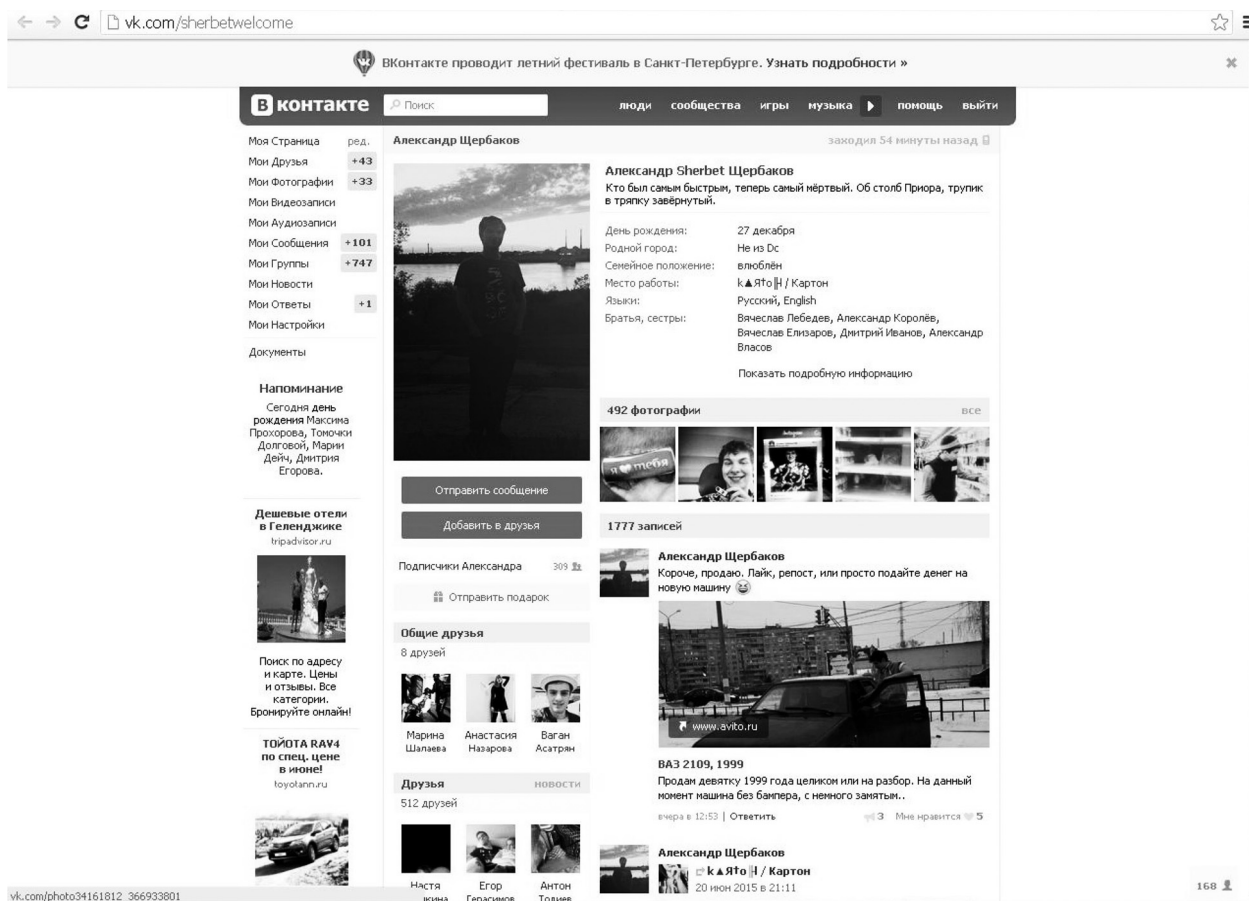 vk.com/sherbetwelcome
ВКонтакте проводит летний фестиваль в Санкт-Петербурге. Узнать подробности »
В контакте
Поиск
люди сообщества игры музыка помощь выйти
Моя Страница ред.
Мои Друзья +43
Мои Фотографии +33
Мои Видеозаписи
Мои Аудиозаписи
Мои Сообщения +101
Мои Группы +747
Мои Новости
Мои Ответы +1
Мои Настройки
Документы
Напоминание
Сегодня день
рождения Максима
Прохорова, Томочки
Долговой, Марии
Дейч, Дмитрия
Егорова.
Дешевые отели
в Геленджике
tripadvisor.ru
Поиск по адресу
и карте. Цены
и отзывы. Все
категории.
Бронируйте онлайн!
ТОЙОТА RAV4
по спец. цене
в июне!
toyotann.ru
Александр Щербаков
заходил 54 минуты назад
Отправить сообщение
Добавить в друзья
Подписчики Александра 309
Отправить подарок
Общие друзья
8 друзей
Марина
Шалаева
Анастасия
Назарова
Ваган
Асатрян
Друзья новости
512 друзей
Настя
Егор
Герасимов
Антон
Александр Sherbet Щербаков
Кто был самым быстрым, теперь самый мёртвый. Об столб Приора, трупик
в тряпку завёрнутый.
День рождения: 27 декабря
Родной город: Не из Dc
Семейное положение: влюблён
Место работы: k▲Я†о╟┤ / Картон
Языки: Русский, English
Братья, сестры: Вячеслав Лебедев, Александр Королёв,
Вячеслав Елизаров, Дмитрий Иванов, Александр
Власов
Показать подробную информацию
492 фотографии все
я ♥ тебя
1777 записей
Александр Щербаков
Короче, продаю. Лайк, репост, или просто подайте денег на
новую машину
www.avito.ru
ВАЗ 2109, 1999
Продам девятку 1999 года целиком или на разбор. На данный
момент машина без бампера, с немного замятым..
вчера в 12:53 | Ответить 3 Мне нравится 5
Александр Щербаков
k▲Я†о╟┤ / Картон
20 июн 2015 в 21:11
168
vk.com/photo34161812_366933801